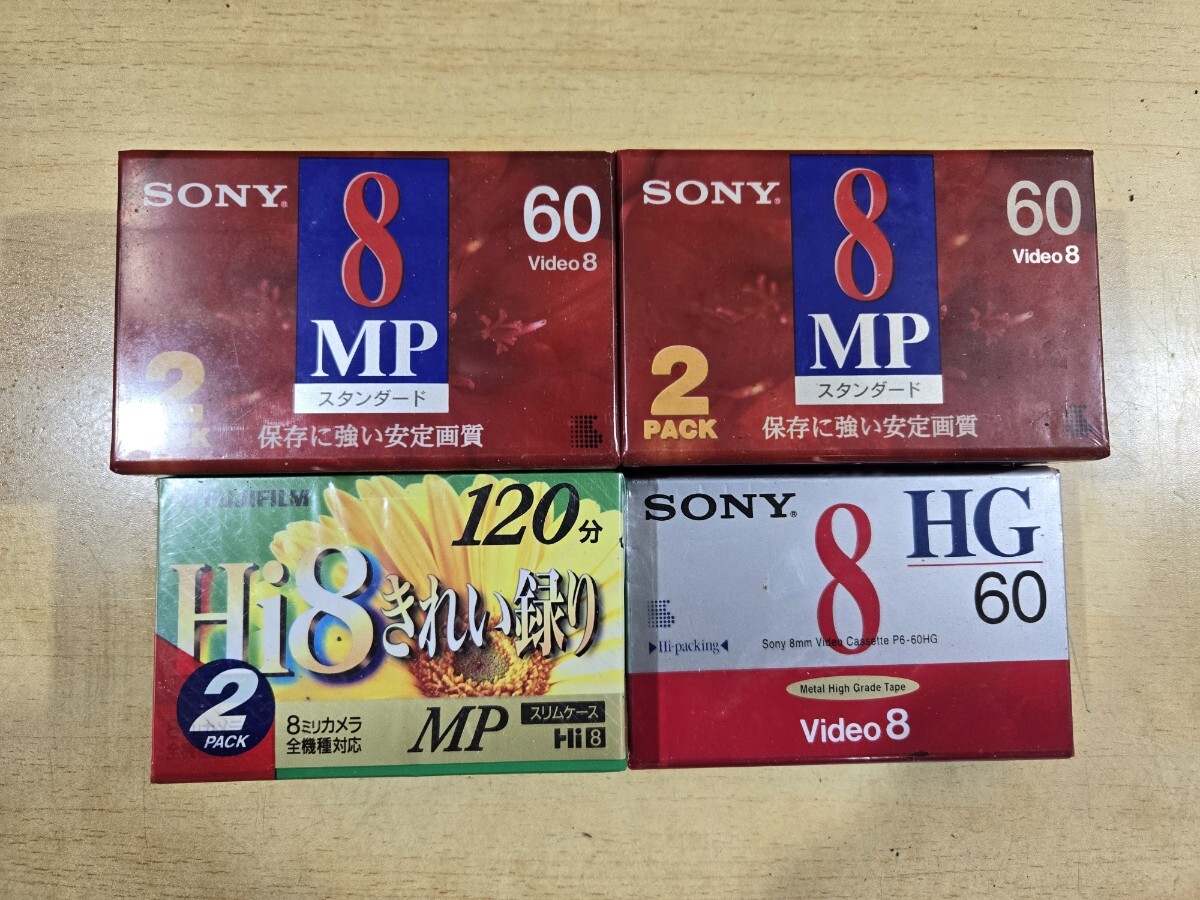 SONY
8
MP
スタンダード
60
Video 8
2
保存に強い安定画質
SONY
8
MP
スタンダード
60
Video 8
2
PACK
保存に強い安定画質
FUJIFILM
120分
Hi8きれい録り
2
PACK
8ミリカメラ
全機種対応
MP
スリムケース
Hi8
SONY
8
HG
60
Hi-packing
Sony 8mm Video Cassette P6-60HG
Metal High Grade Tape
Video 8